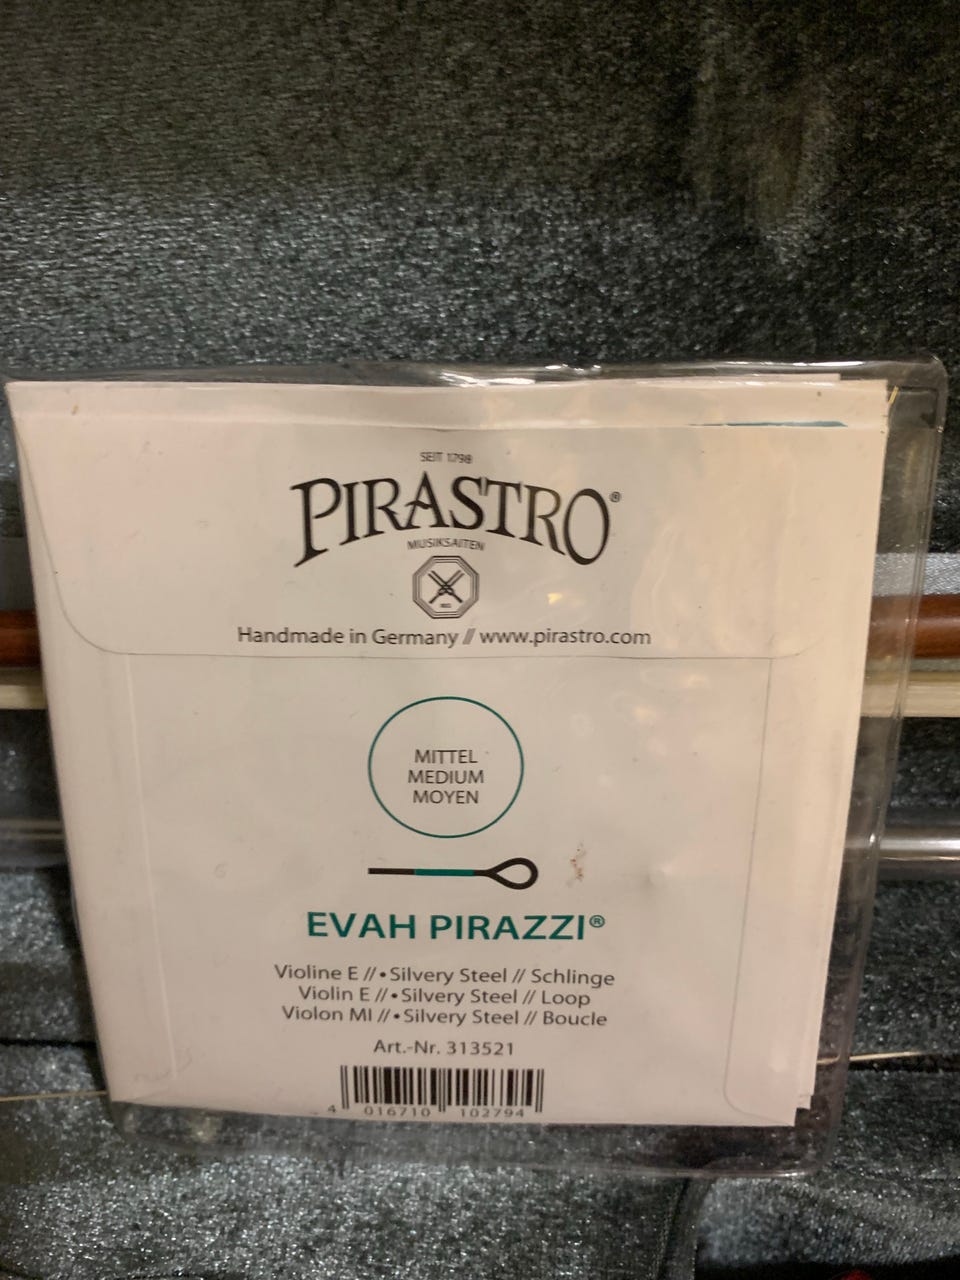 SEIT 1798
PIRASTRO®
MUSIKSAITEN
Handmade in Germany // www.pirastro.com
MITTEL
MEDIUM
MOYEN
EVAH PIRAZZI®
Violine E // • Silvery Steel // Schlinge
Violin E // • Silvery Steel // Loop
Violon MI // • Silvery Steel // Boucle
Art.-Nr. 313521
4 016710 102794